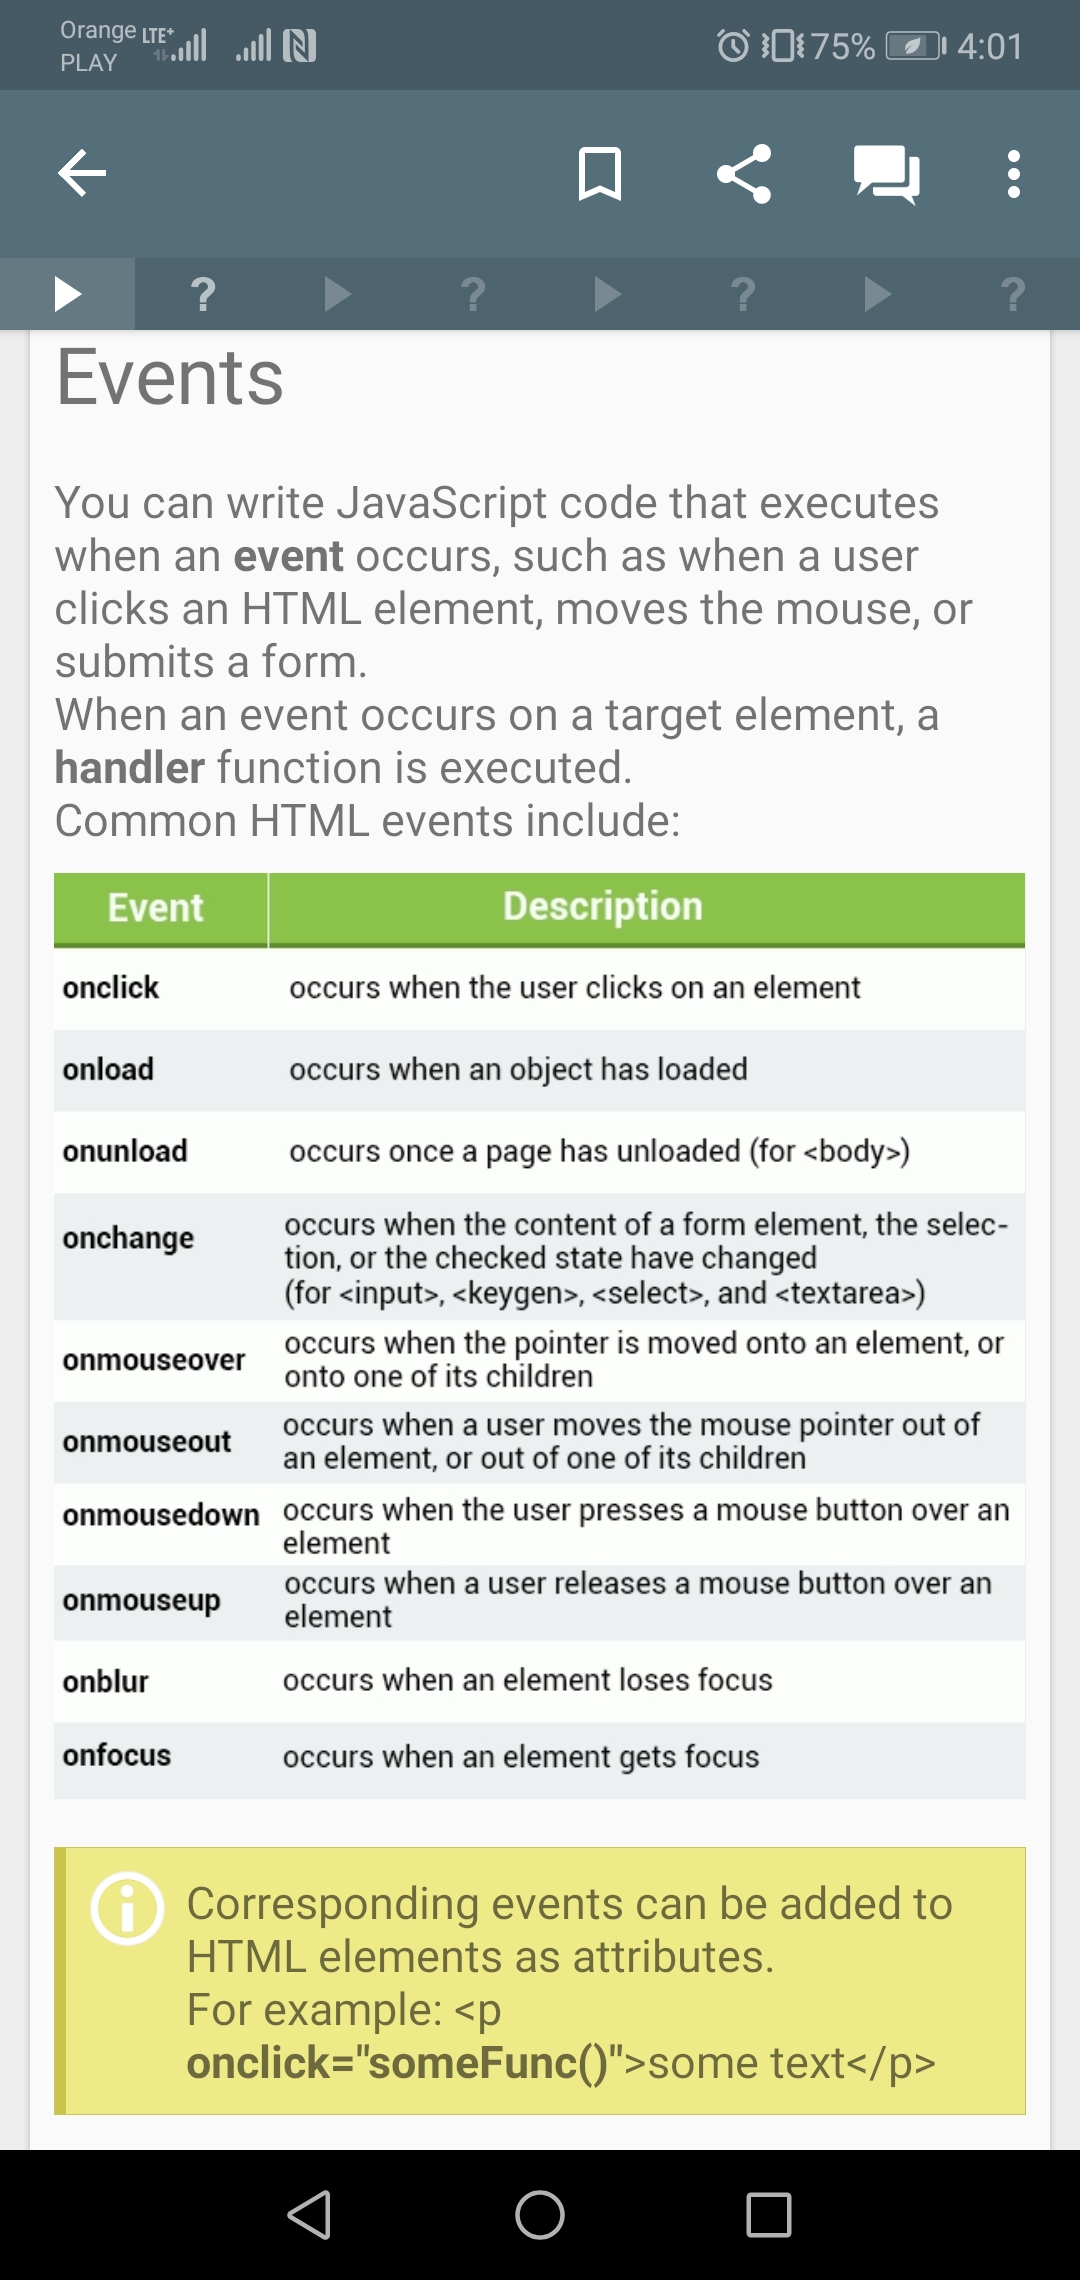 Orange LTE+
PLAY
75% 4:01
? ? ? ?
Events
You can write JavaScript code that executes
when an event occurs, such as when a user
clicks an HTML element, moves the mouse, or
submits a form.
When an event occurs on a target element, a
handler function is executed.
Common HTML events include:
Event Description
onclick occurs when the user clicks on an element
onload occurs when an object has loaded
onunload occurs once a page has unloaded (for <body>)
onchange occurs when the content of a form element, the selec-
tion, or the checked state have changed
(for <input>, <keygen>, <select>, and <textarea>)
onmouseover occurs when the pointer is moved onto an element, or
onto one of its children
onmouseout occurs when a user moves the mouse pointer out of
an element, or out of one of its children
onmousedown occurs when the user presses a mouse button over an
element
onmouseup occurs when a user releases a mouse button over an
element
onblur occurs when an element loses focus
onfocus occurs when an element gets focus
Corresponding events can be added to
HTML elements as attributes.
For example: <p
onclick="someFunc()">some text</p>